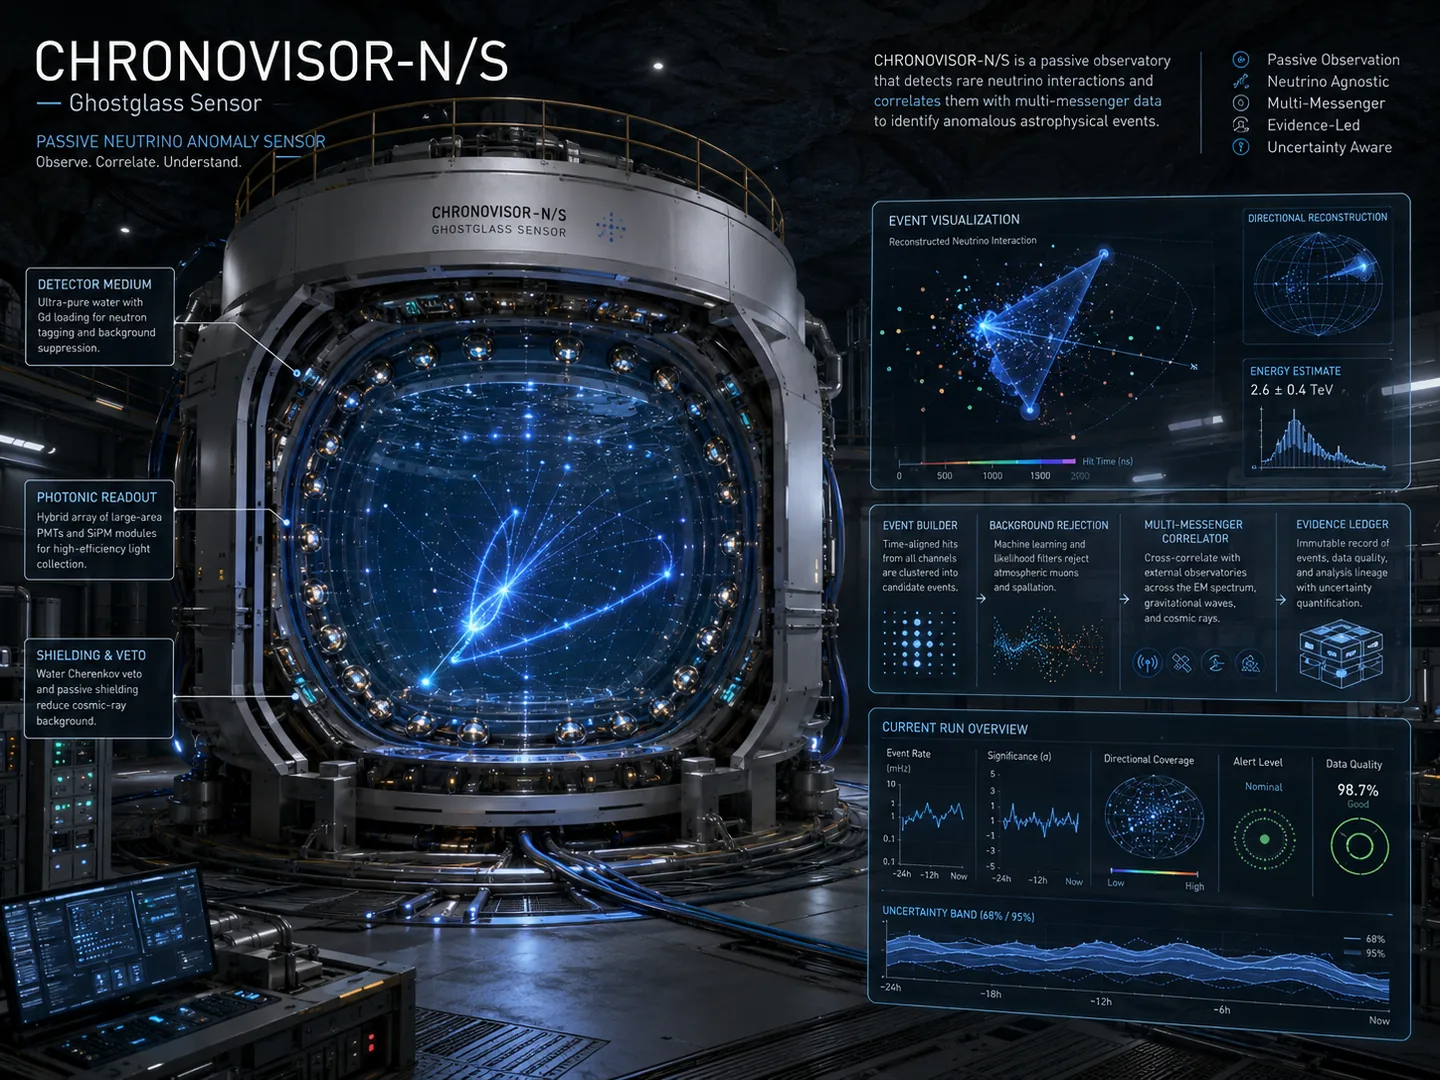 CHRONOVISOR-N/S
Ghostglass Sensor
PASSIVE NEUTRINO ANOMALY SENSOR
Observe. Correlate. Understand.
CHRONOVISOR-N/S is a passive observatory
that detects rare neutrino interactions and
correlates them with multi-messenger data
to identify anomalous astrophysical events.
Passive Observation
Neutrino Agnostic
Multi-Messenger
Evidence-Led
Uncertainty Aware
CHRONOVISOR-N/S
GHOSTGLASS SENSOR
DETECTOR MEDIUM
Ultra-pure water with
Gd loading for neutron
tagging and background
suppression.
PHOTONIC READOUT
Hybrid array of large-area
PMTs and SiPM modules
for high-efficiency light
collection.
SHIELDING & VETO
Water Cherenkov veto
and passive shielding
reduce cosmic-ray
background.
EVENT VISUALIZATION
Reconstructed Neutrino Interaction
0 500 1000 1500 2000
Hit Time [ns]
DIRECTIONAL RECONSTRUCTION
ENERGY ESTIMATE
2.6 ± 0.4 TeV
EVENT BUILDER
Time-aligned hits
from all channels
are clustered into
candidate events.
BACKGROUND REJECTION
Machine learning and
likelihood filters reject
atmospheric muons
and spallation.
MULTI-MESSENGER
CORRELATOR
Cross-correlate with
external observatories
across the EM spectrum,
gravitational waves,
and cosmic rays.
EVIDENCE LEDGER
Immutable record of
events, data quality,
and analysis lineage
with uncertainty
quantification.
CURRENT RUN OVERVIEW
Event Rate
(mHz)
10
1
1
0.1
0.1
-24h -12h Now
Significance (σ)
5
3
1
-1
-3
-5
-24h -12h Now
Directional Coverage
Low High
Alert Level
Nominal
Data Quality
98.7%
Good
UNCERTAINTY BAND (68% / 95%)
68%
95%
-24h -18h -12h -6h Now